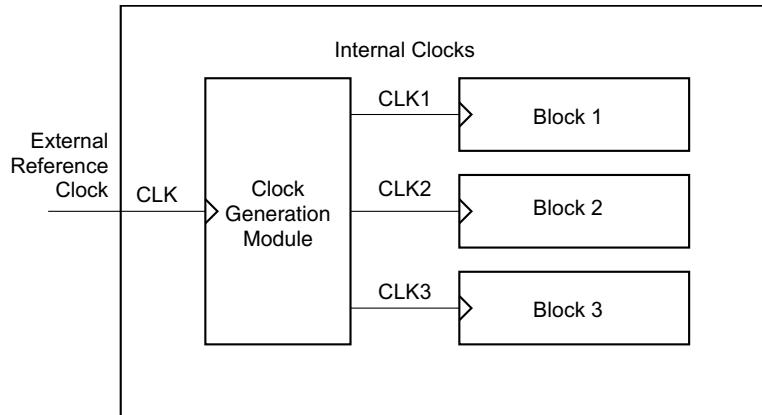 Internal Clocks
External
Reference
Clock
CLK
Clock
Generation
Module
CLK1
Block 1
CLK2
Block 2
CLK3
Block 3